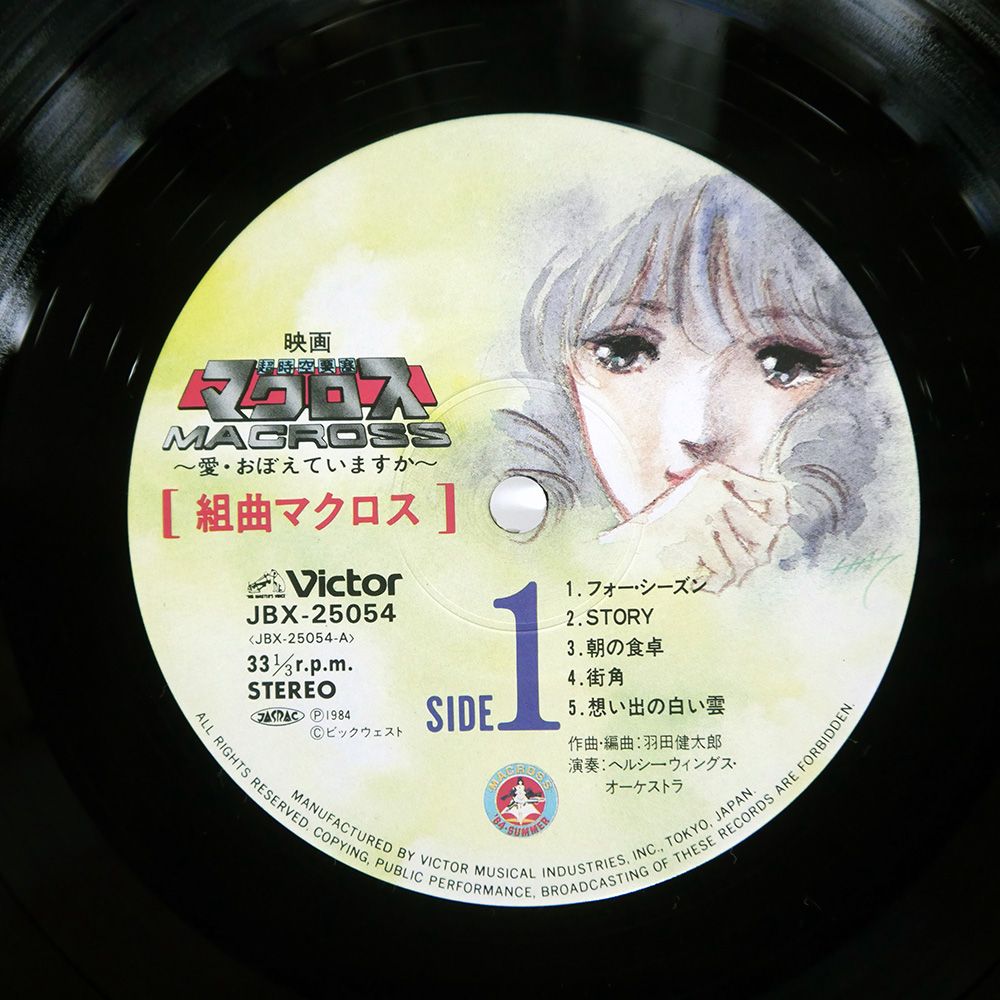 映画
超時空要塞
マクロス
MACROSS
～愛・おぼえていますか～
[ 組曲マクロス ]
"HIS MASTER'S VOICE"
Victor
JBX-25054
〈JBX-25054-A〉
33 1/3 r.p.m.
STEREO
JASRAC Ⓟ1984
Ⓒビックウェスト
SIDE 1
1. フォー・シーズン
2. STORY
3. 朝の食卓
4. 街角
5. 想い出の白い雲
作曲・編曲：羽田健太郎
演奏：ヘルシー・ウィングス・
オーケストラ
MACROSS
'84・SUMMER
MANUFACTURED BY VICTOR MUSICAL INDUSTRIES, INC., TOKYO, JAPAN.
ALL RIGHTS RESERVED. COPYING, PUBLIC PERFORMANCE, BROADCASTING OF THESE RECORDS ARE FORBIDDEN.